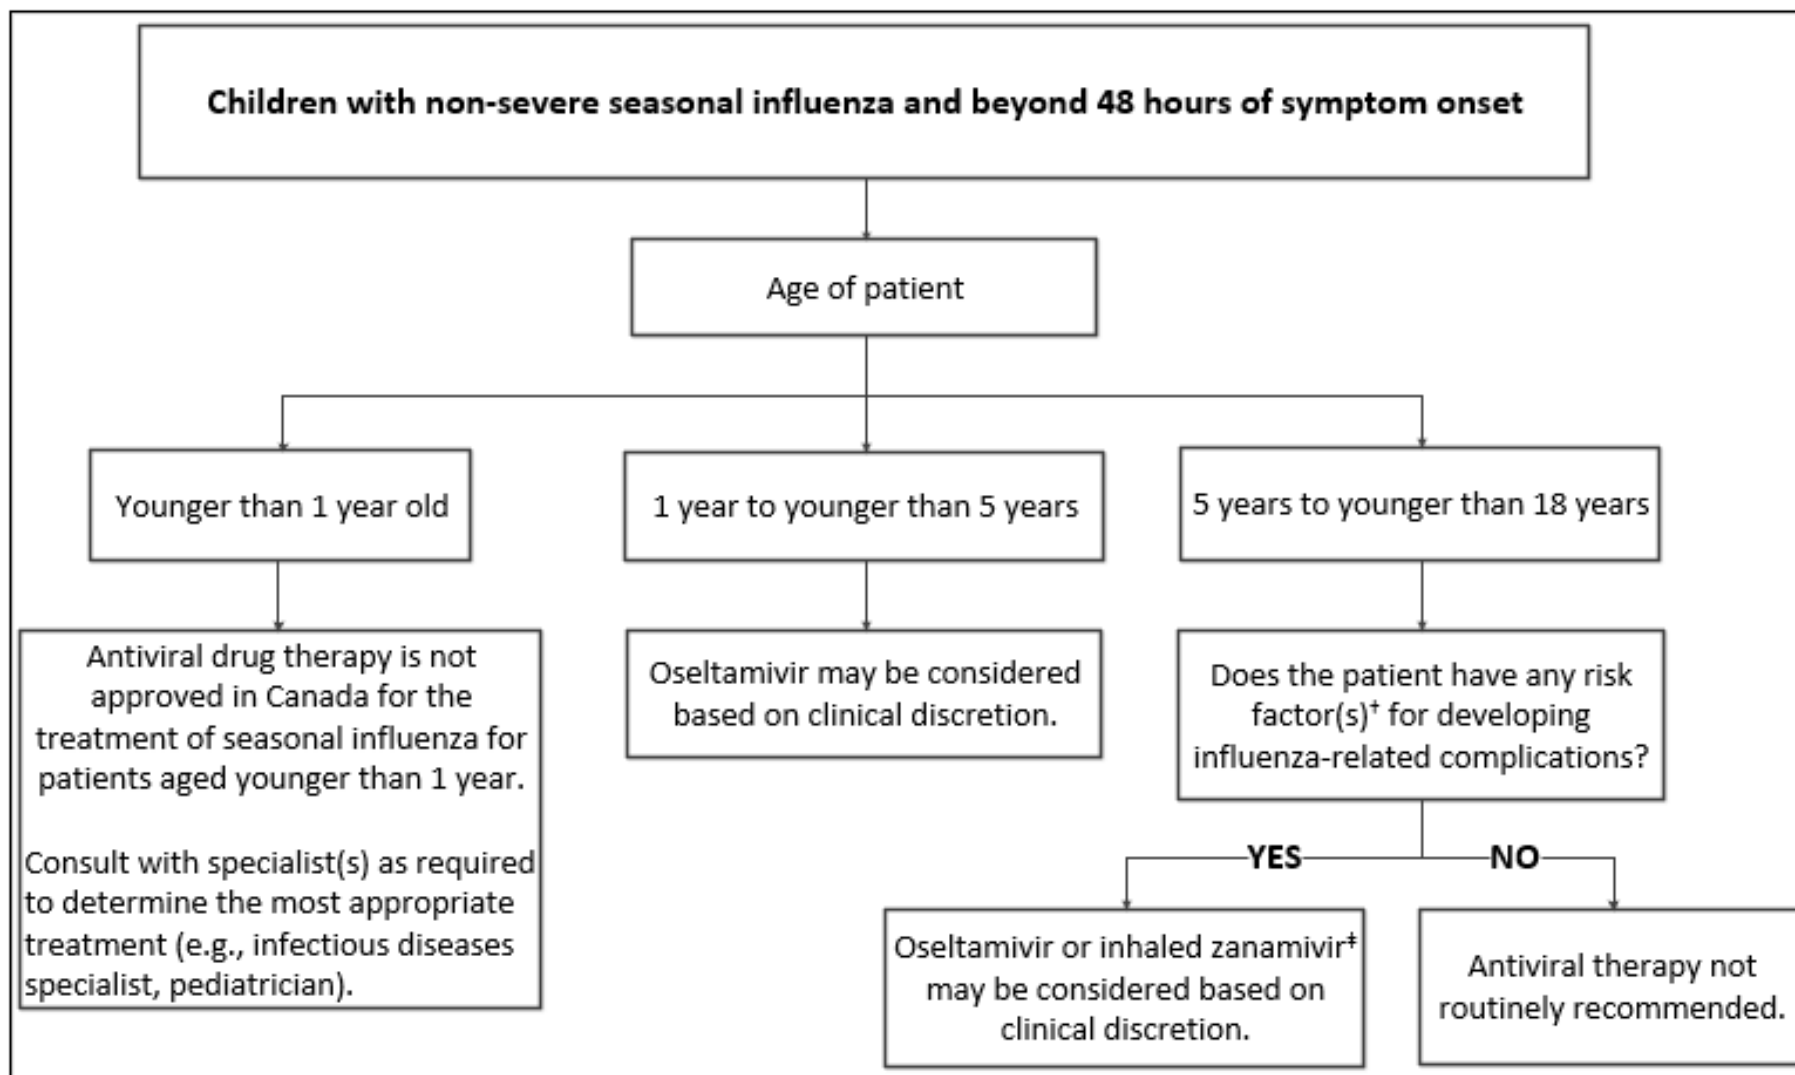 Children with non-severe seasonal influenza and beyond 48 hours of symptom onset
Age of patient
Younger than 1 year old
1 year to younger than 5 years
5 years to younger than 18 years
Antiviral drug therapy is not
approved in Canada for the
treatment of seasonal influenza for
patients aged younger than 1 year.
Consult with specialist(s) as required
to determine the most appropriate
treatment (e.g., infectious diseases
specialist, pediatrician).
Oseltamivir may be considered
based on clinical discretion.
Does the patient have any risk
factor(s)† for developing
influenza-related complications?
YES
NO
Oseltamivir or inhaled zanamivir‡
may be considered based on
clinical discretion.
Antiviral therapy not
routinely recommended.